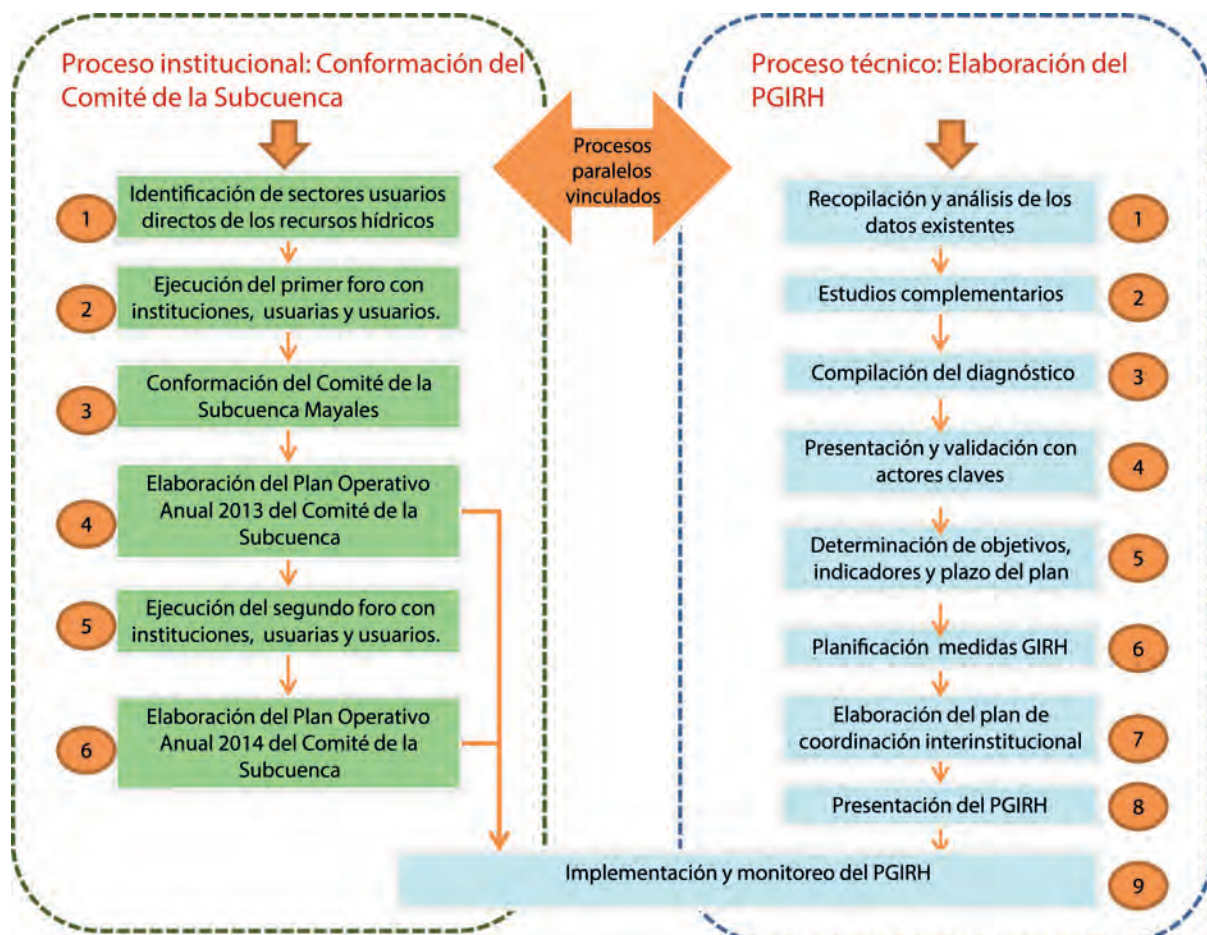 Proceso institucional: Conformación del
Comité de la Subcuenca
1
Identificación de sectores usuarios
directos de los recursos hídricos
2
Ejecución del primer foro con
instituciones, usuarias y usuarios.
3
Conformación del Comité de la
Subcuenca Mayales
4
Elaboración del Plan Operativo
Anual 2013 del Comité de la
Subcuenca
5
Ejecución del segundo foro con
instituciones, usuarias y usuarios.
6
Elaboración del Plan Operativo
Anual 2014 del Comité de la
Subcuenca
Procesos
paralelos
vinculados
Proceso técnico: Elaboración del
PGIRH
Recopilación y análisis de los
datos existentes
1
Estudios complementarios
2
Compilación del diagnóstico
3
Presentación y validación con
actores claves
4
Determinación de objetivos,
indicadores y plazo del plan
5
Planificación medidas GIRH
6
Elaboración del plan de
coordinación interinstitucional
7
Presentación del PGIRH
8
Implementación y monitoreo del PGIRH
9